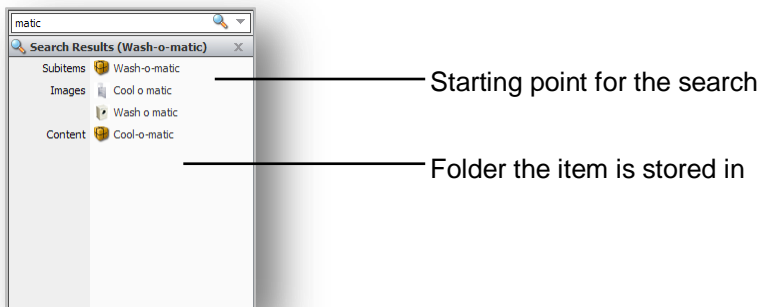 matic
Search Results (Wash-o-matic)
Subitems Wash-o-matic
Starting point for the search
Images Cool o matic
Wash o matic
Content Cool-o-matic
Folder the item is stored in